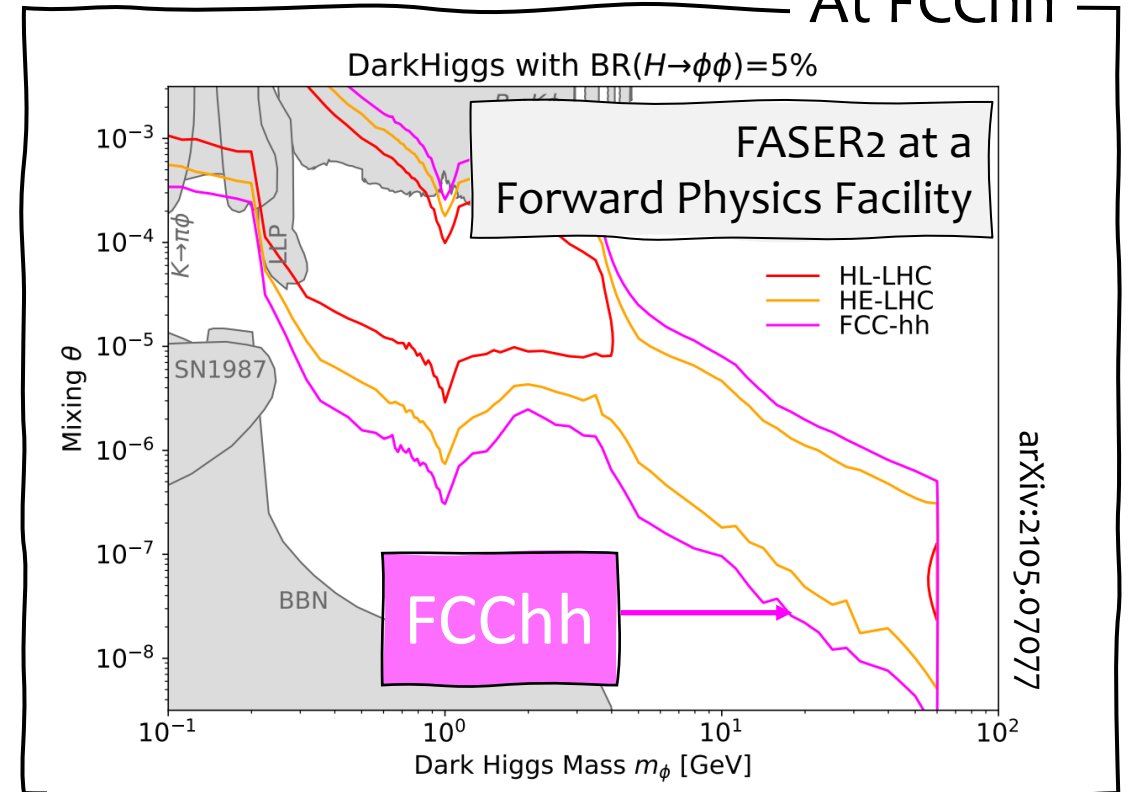 At FCChh
DarkHiggs with BR(H→ϕϕ)=5%
FASER2 at a
Forward Physics Facility
HL-LHC
HE-LHC
FCC-hh
K→πϕ
LLP
SN1987
BBN
FCChh
10⁻³
10⁻⁴
10⁻⁵
10⁻⁶
10⁻⁷
10⁻⁸
Mixing θ
10⁻¹
10⁰
10¹
10²
Dark Higgs Mass mϕ [GeV]
arXiv:2105.07077